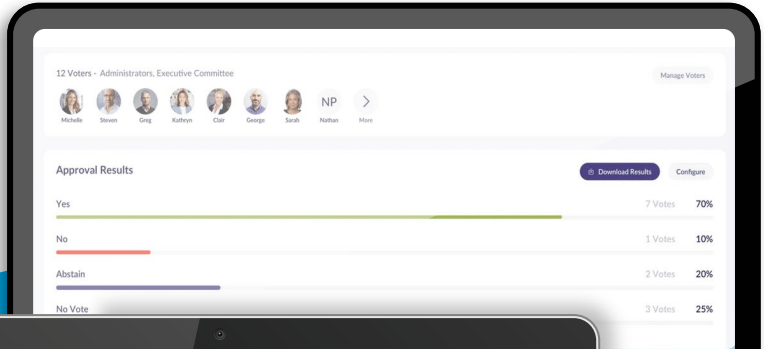 12 Voters - Administrators, Executive Committee
Manage Voters
NP
Michelle Steven Greg Kathryn Clair George Sarah Nathan More
Approval Results
Download Results
Configure
Yes 7 Votes 70%
No 1 Votes 10%
Abstain 2 Votes 20%
No Vote 3 Votes 25%